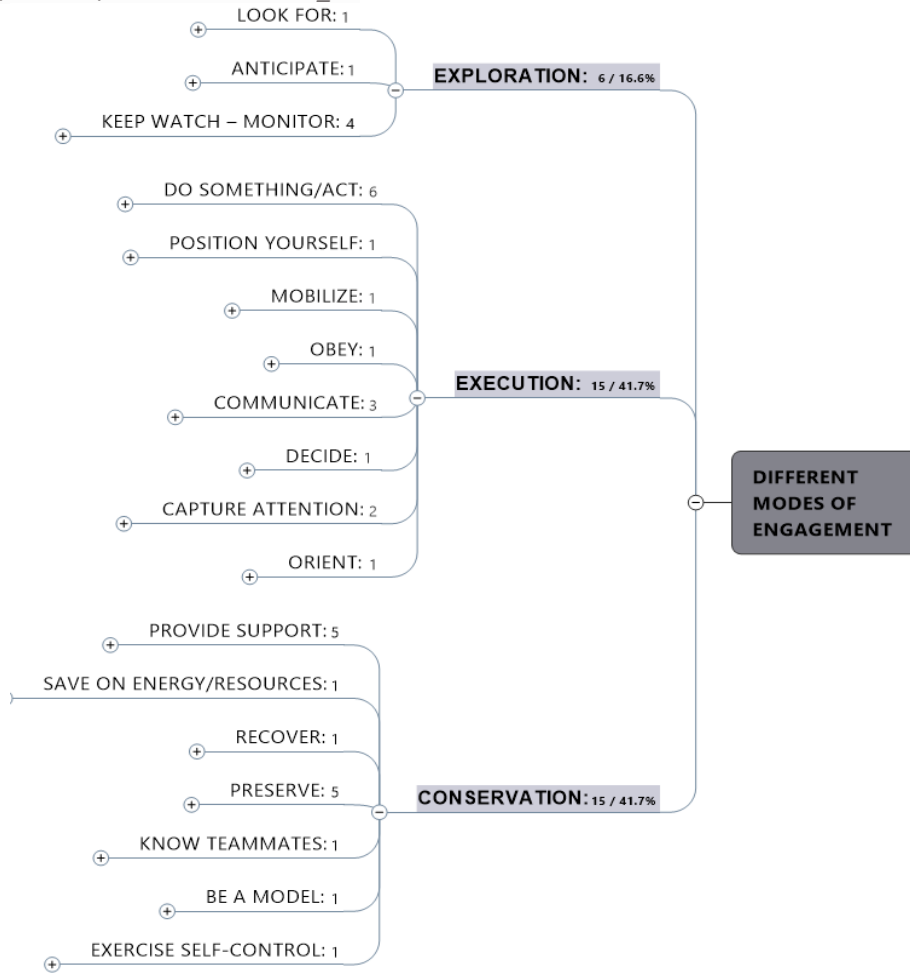 LOOK FOR: 1
ANTICIPATE: 1
KEEP WATCH – MONITOR: 4
EXPLORATION: 6 / 16.6%
DO SOMETHING/ACT: 6
POSITION YOURSELF: 1
MOBILIZE: 1
OBEY: 1
COMMUNICATE: 3
DECIDE: 1
CAPTURE ATTENTION: 2
ORIENT: 1
EXECUTION: 15 / 41.7%
PROVIDE SUPPORT: 5
SAVE ON ENERGY/RESOURCES: 1
RECOVER: 1
PRESERVE: 5
KNOW TEAMMATES: 1
BE A MODEL: 1
EXERCISE SELF-CONTROL: 1
CONSERVATION: 15 / 41.7%
DIFFERENT
MODES OF
ENGAGEMENT